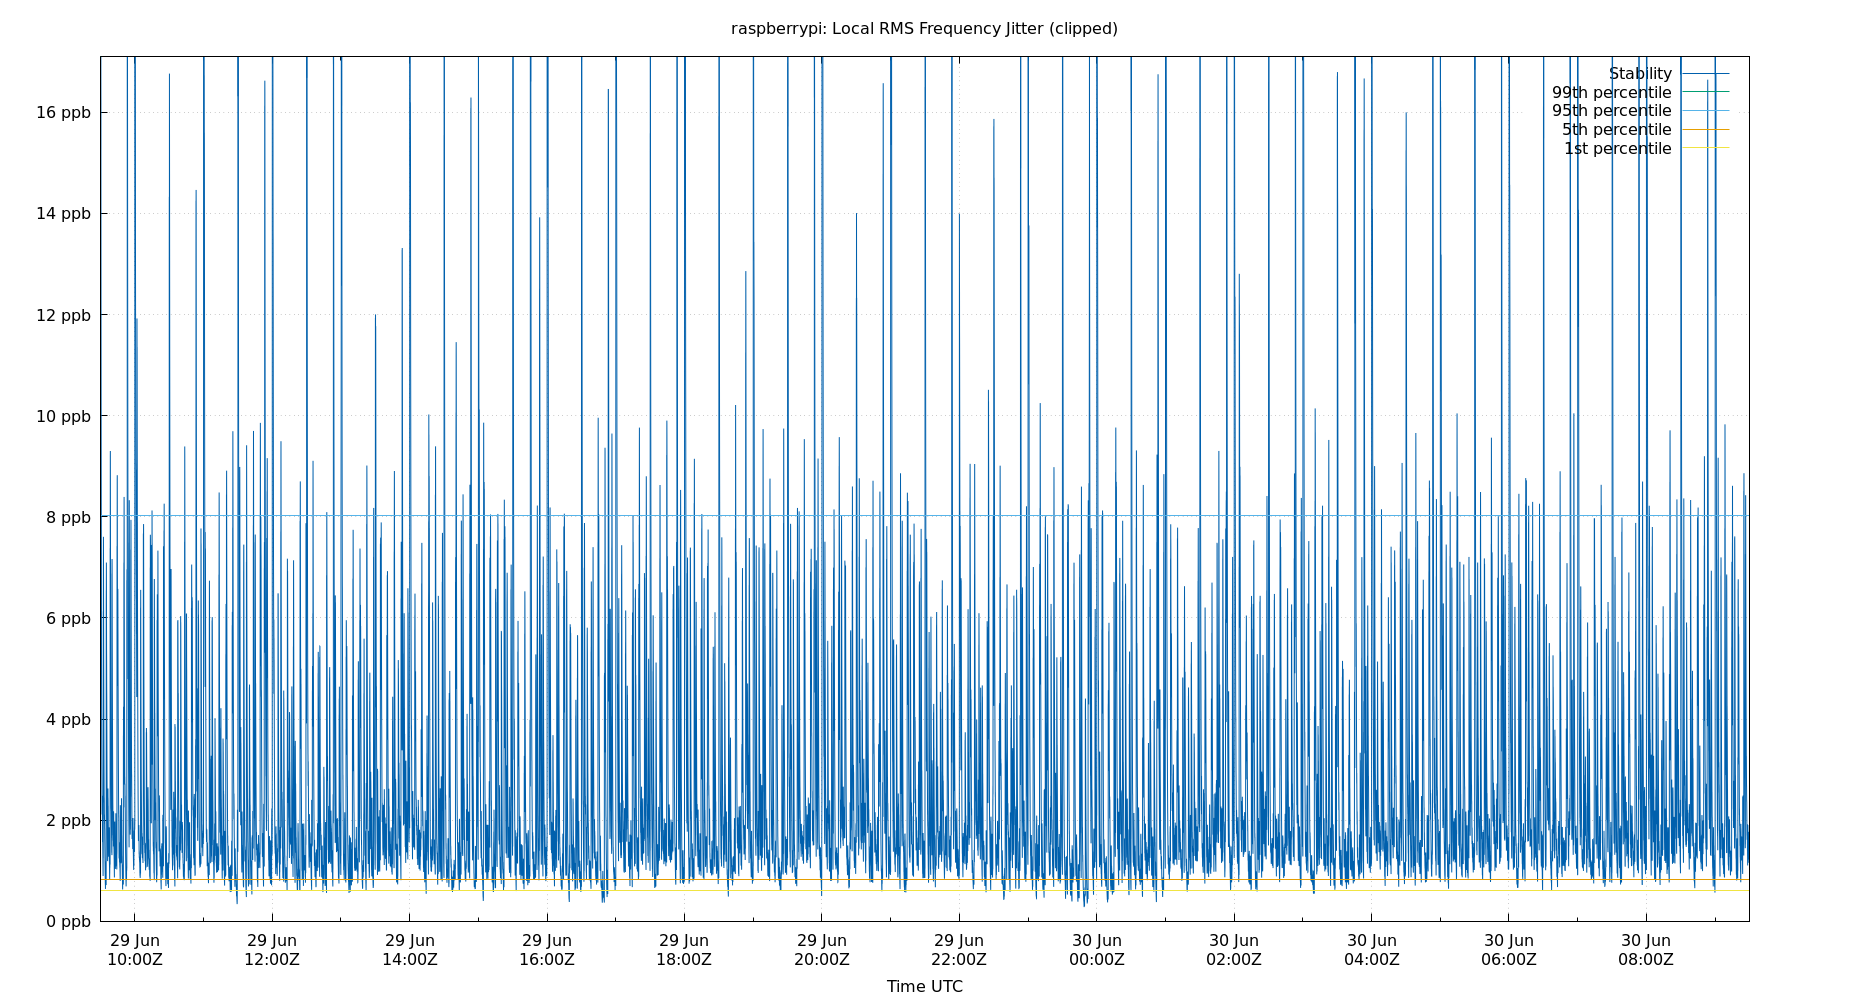 raspberrypi: Local RMS Frequency Jitter (clipped)
Stability
99th percentile
95th percentile
5th percentile
1st percentile
16 ppb
14 ppb
12 ppb
10 ppb
8 ppb
6 ppb
4 ppb
2 ppb
0 ppb
29 Jun 29 Jun 29 Jun 29 Jun 29 Jun 29 Jun 29 Jun 30 Jun 30 Jun 30 Jun 30 Jun 30 Jun
10:00Z 12:00Z 14:00Z 16:00Z 18:00Z 20:00Z 22:00Z 00:00Z 02:00Z 04:00Z 06:00Z 08:00Z
Time UTC